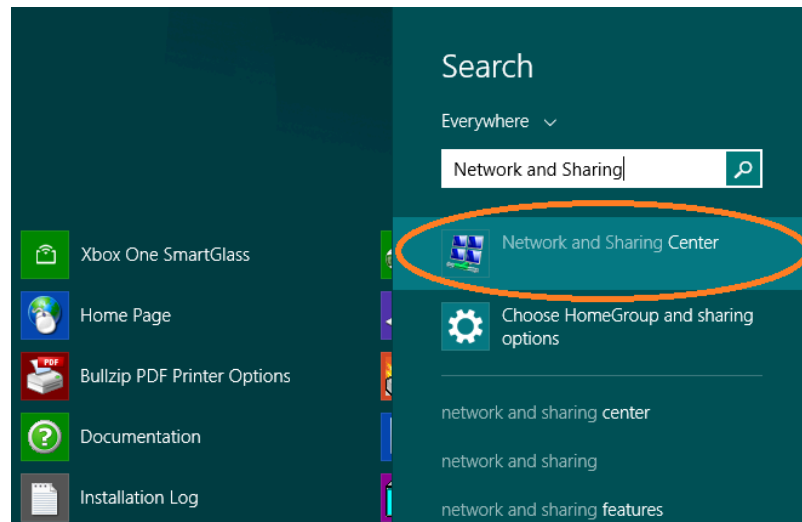 Search
Everywhere
Network and Sharing
Network and Sharing Center
Choose HomeGroup and sharing
options
network and sharing center
network and sharing
network and sharing features
Xbox One SmartGlass
Home Page
PDF
Bullzip PDF Printer Options
Documentation
Installation Log